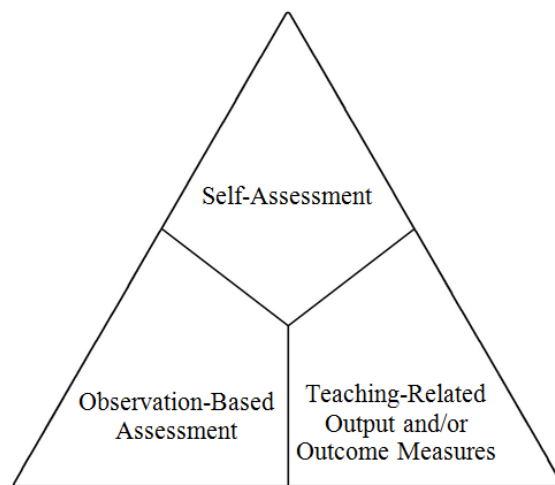 Self-Assessment
Observation-Based
Assessment
Teaching-Related
Output and/or
Outcome Measures